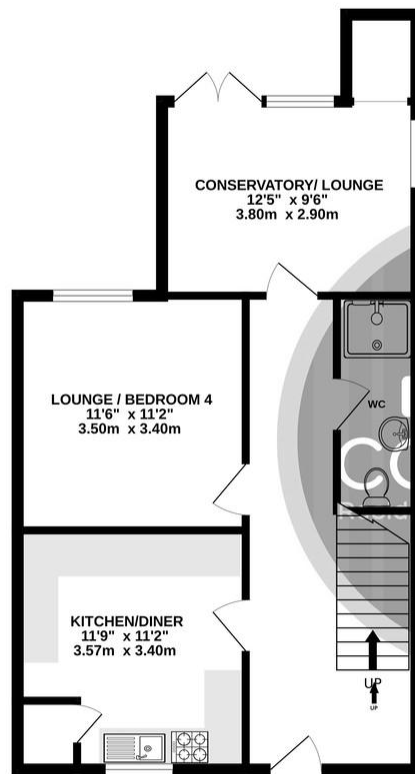 CONSERVATORY/ LOUNGE
12'5" x 9'6"
3.80m x 2.90m
LOUNGE / BEDROOM 4
11'6" x 11'2"
3.50m x 3.40m
WC
KITCHEN/DINER
11'9" x 11'2"
3.57m x 3.40m
UP
UP